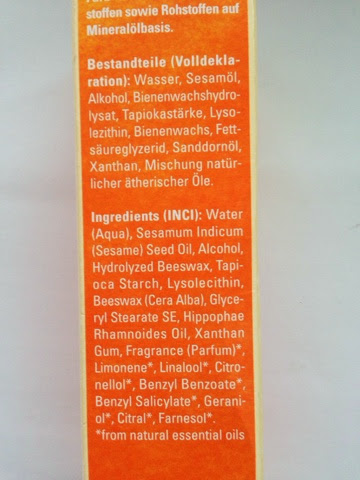 stoffen sowie Rohstoffen auf
Mineralölbasis.
Bestandteile (Volldekla-
ration): Wasser, Sesamöl,
Alkohol, Bienenwachshydro-
lysat, Tapiokastärke, Lyso-
lezithin, Bienenwachs, Fett-
säureglyzerid, Sanddornöl,
Xanthan, Mischung natür-
licher ätherischer Öle.
Ingredients (INCI): Water
(Aqua), Sesamum Indicum
(Sesame) Seed Oil, Alcohol,
Hydrolyzed Beeswax, Tapi-
oca Starch, Lysolecithin,
Beeswax (Cera Alba), Glyce-
ryl Stearate SE, Hippophae
Rhamnoides Oil, Xanthan
Gum, Fragrance (Parfum)*,
Limonene*, Linalool*, Citro-
nellol*, Benzyl Benzoate*,
Benzyl Salicylate*, Gerani-
ol*, Citral*, Farnesol*.
*from natural essential oils